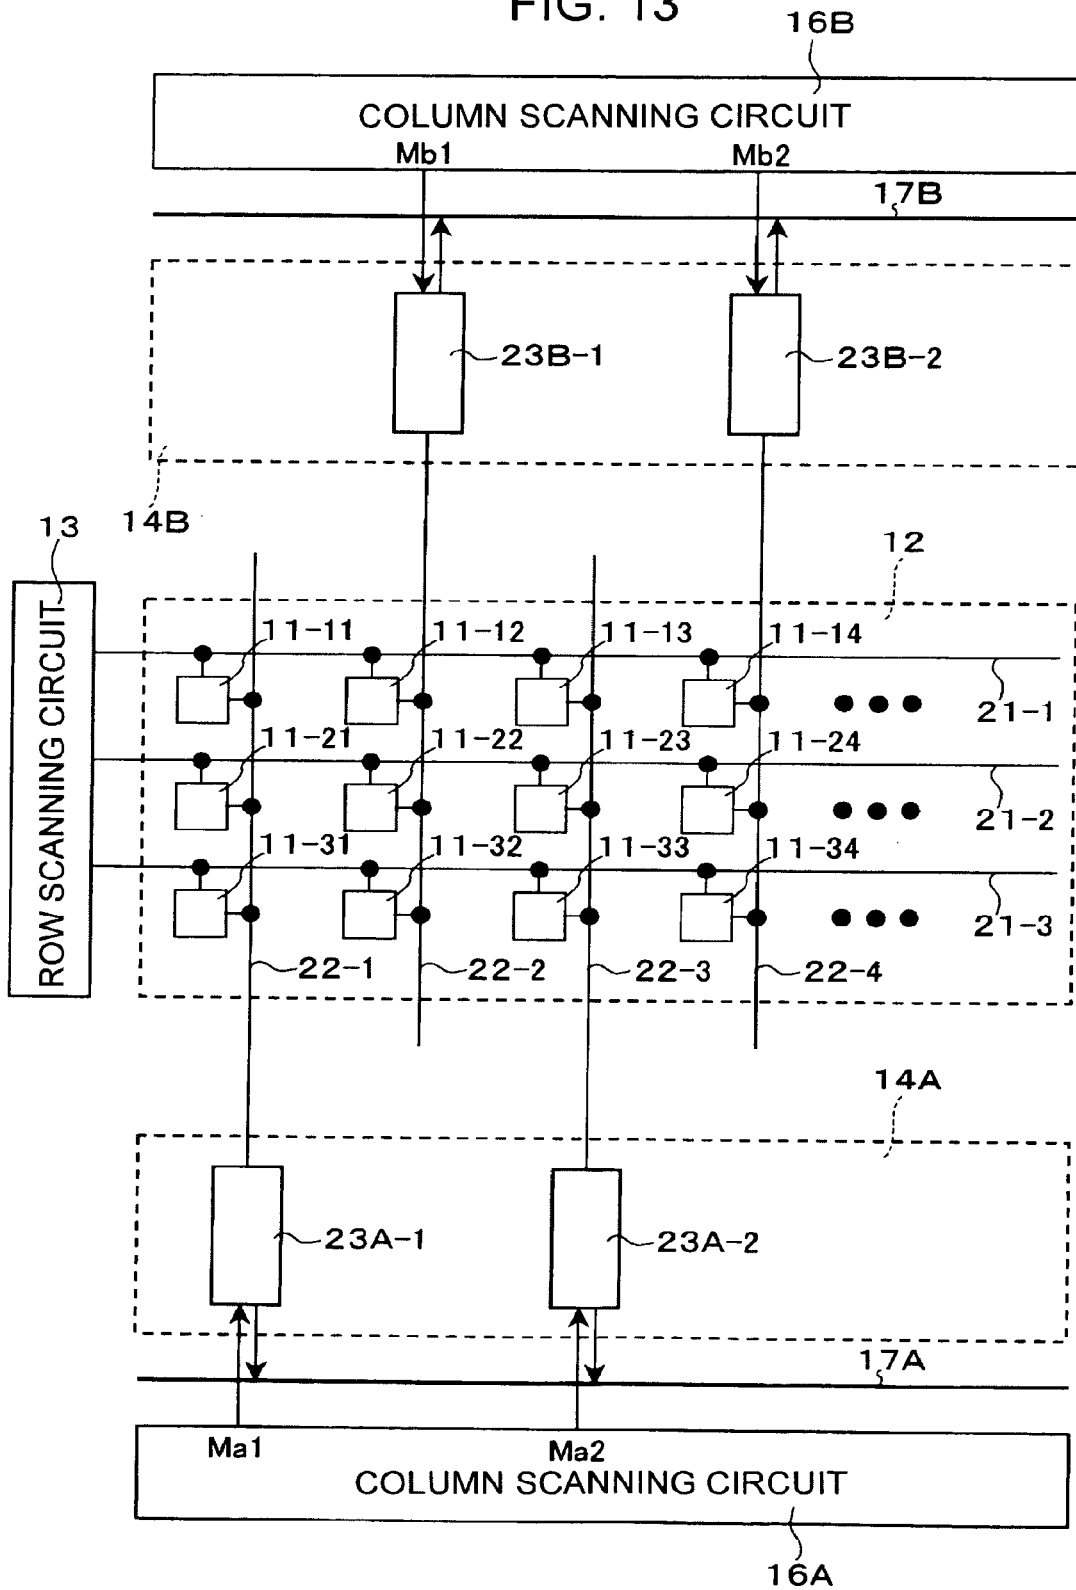 FIG. 13
16B
COLUMN SCANNING CIRCUIT
Mb1 Mb2
17B
23B-1 23B-2
14B
13
12
ROW SCANNING CIRCUIT
11-11 11-12 11-13 11-14
21-1
11-21 11-22 11-23 11-24
21-2
11-31 11-32 11-33 11-34
21-3
22-1 22-2 22-3 22-4
14A
23A-1 23A-2
17A
Ma1 Ma2
COLUMN SCANNING CIRCUIT
16A